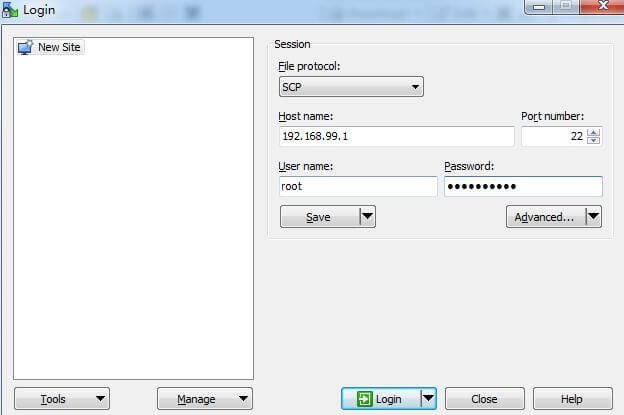 Login
New Site
Session
File protocol:
SCP
Host name:
Port number:
192.168.99.1
22
User name:
Password:
root
●●●●●●●●●●
Save
Advanced...
Tools
Manage
Login
Close
Help